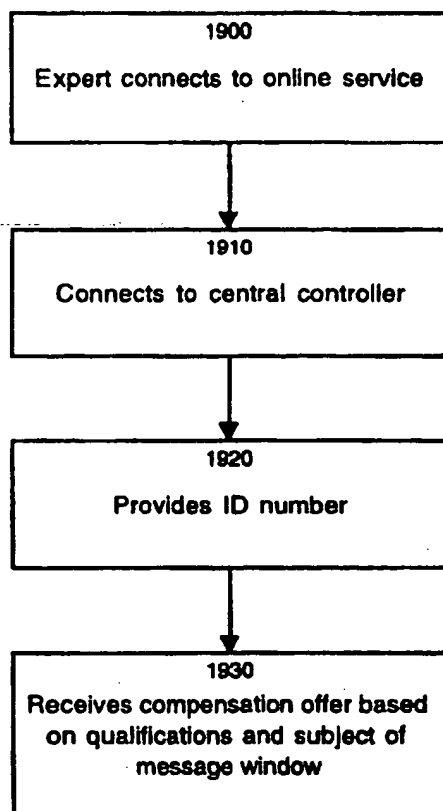 1900
Expert connects to online service
1910
Connects to central controller
1920
Provides ID number
1930
Receives compensation offer based
on qualifications and subject of
message window